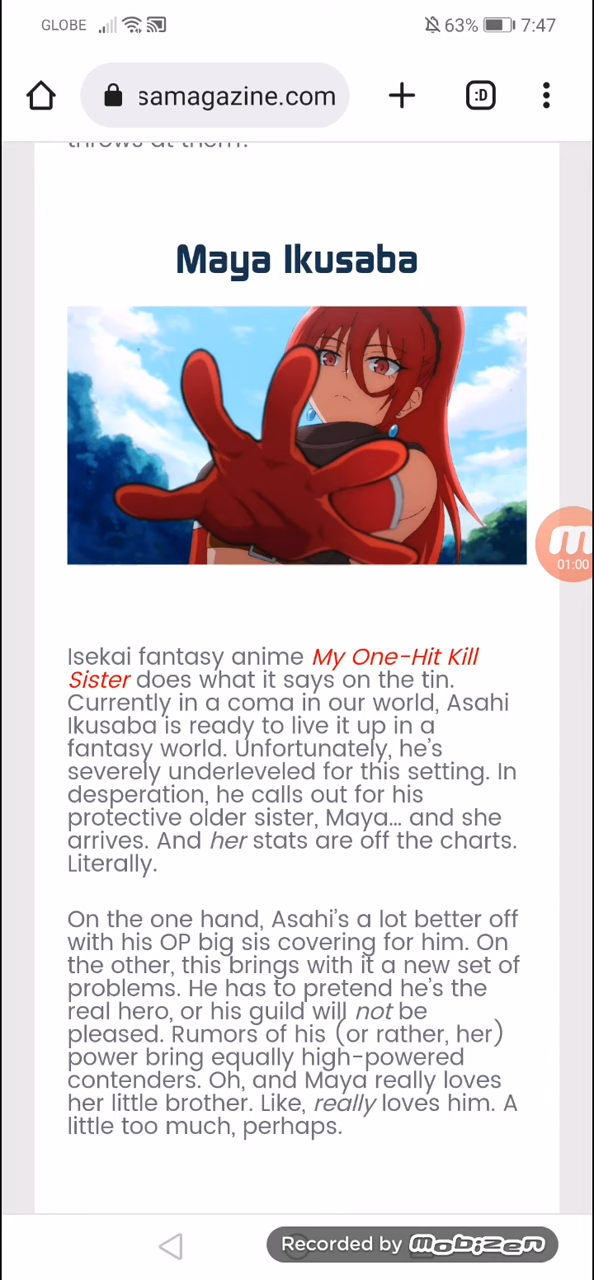 GLOBE 63% 7:47
samagazine.com :D
throws at them?
Maya Ikusaba
01:00
Isekai fantasy anime My One-Hit Kill
Sister does what it says on the tin.
Currently in a coma in our world, Asahi
Ikusaba is ready to live it up in a
fantasy world. Unfortunately, he's
severely underleveled for this setting. In
desperation, he calls out for his
protective older sister, Maya... and she
arrives. And her stats are off the charts.
Literally.
On the one hand, Asahi's a lot better off
with his OP big sis covering for him. On
the other, this brings with it a new set of
problems. He has to pretend he's the
real hero, or his guild will not be
pleased. Rumors of his (or rather, her)
power bring equally high-powered
contenders. Oh, and Maya really loves
her little brother. Like, really loves him. A
little too much, perhaps.
Recorded by mobizen